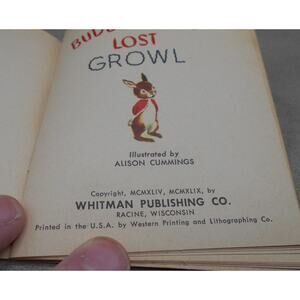 LOST
GROWL
Illustrated by
ALISON CUMMINGS
Copyright, MCMXLIV, MCMXLIX, by
WHITMAN PUBLISHING CO.
RACINE, WISCONSIN
Printed in the U.S.A. by Western Printing and Lithographing Co.